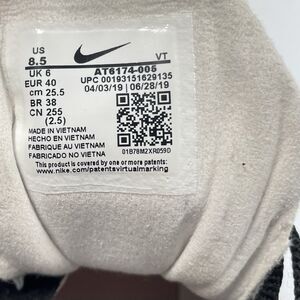 US
8.5 VT
UK 6 AT6174-005
EUR 40 UPC 00193151629135
cm 25.5 04/03/19 | 06/28/19
BR 38
CN 255
(2.5)
MADE IN VIETNAM
HECHO EN VIETNAM
FABRIQUE AU VIETNAM
FABRICADO NO VIETNA
01B78M2XR059D
This product is covered by one or more patents:
www.nike.com/patentsvirtualmarking